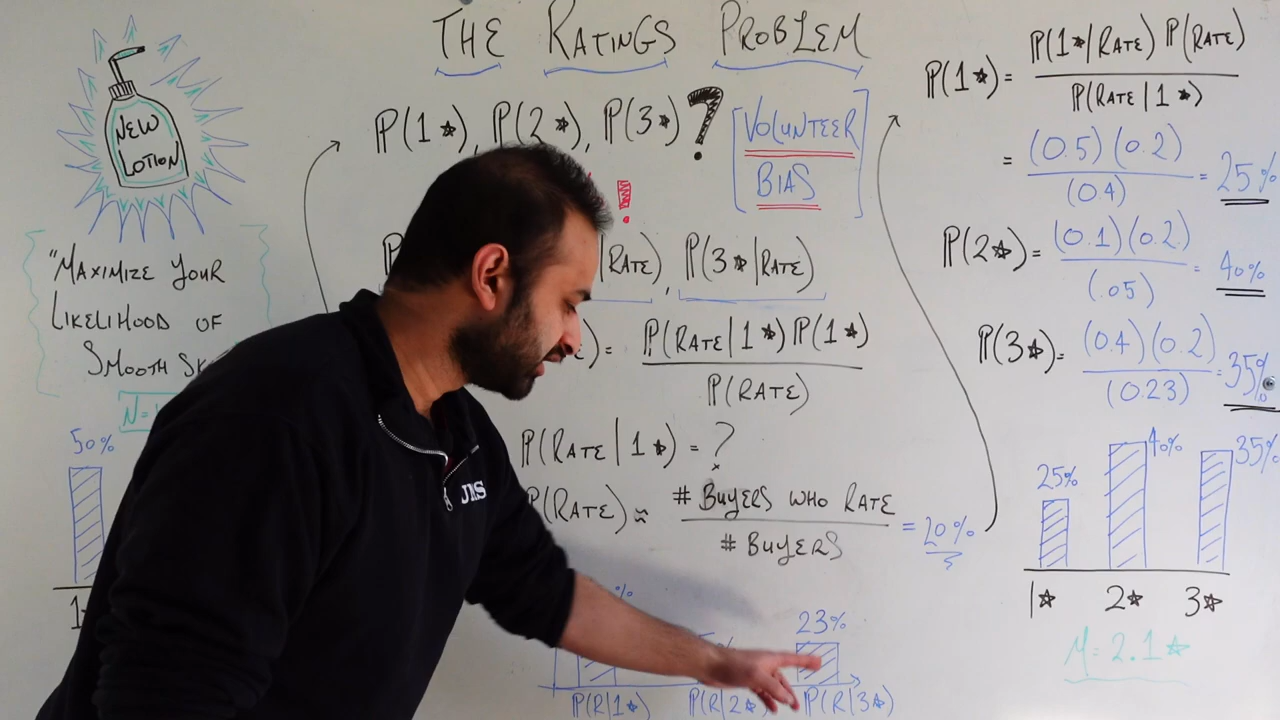 THE RATINGS PROBLEM
NEW
LOTION
"MAXIMIZE YOUR
LIKELIHOOD OF
SMOOTH
N=
50%
1
P(1★), P(2★), P(3★)?
[VOLUNTEER
BIAS]
!
|RATE), P(3★|RATE)
) = P(RATE|1★) P(1★)
P(RATE)
P(RATE|1★) = ?
P(RATE) ≈ # BUYERS WHO RATE
# BUYERS
= 20%
%
23%
P(R|1★) P(R|2★) P(R|3★)
JMS
P(1★) = P(1★|RATE) P(RATE)
P(RATE|1★)
= (0.5)(0.2)
(0.4)
= 25%
P(2★) = (0.1)(0.2)
(.05)
= 40%
P(3★) = (0.4)(0.2)
(0.23)
= 35%
25% 40% 35%
1★ 2★ 3★
M = 2.1★